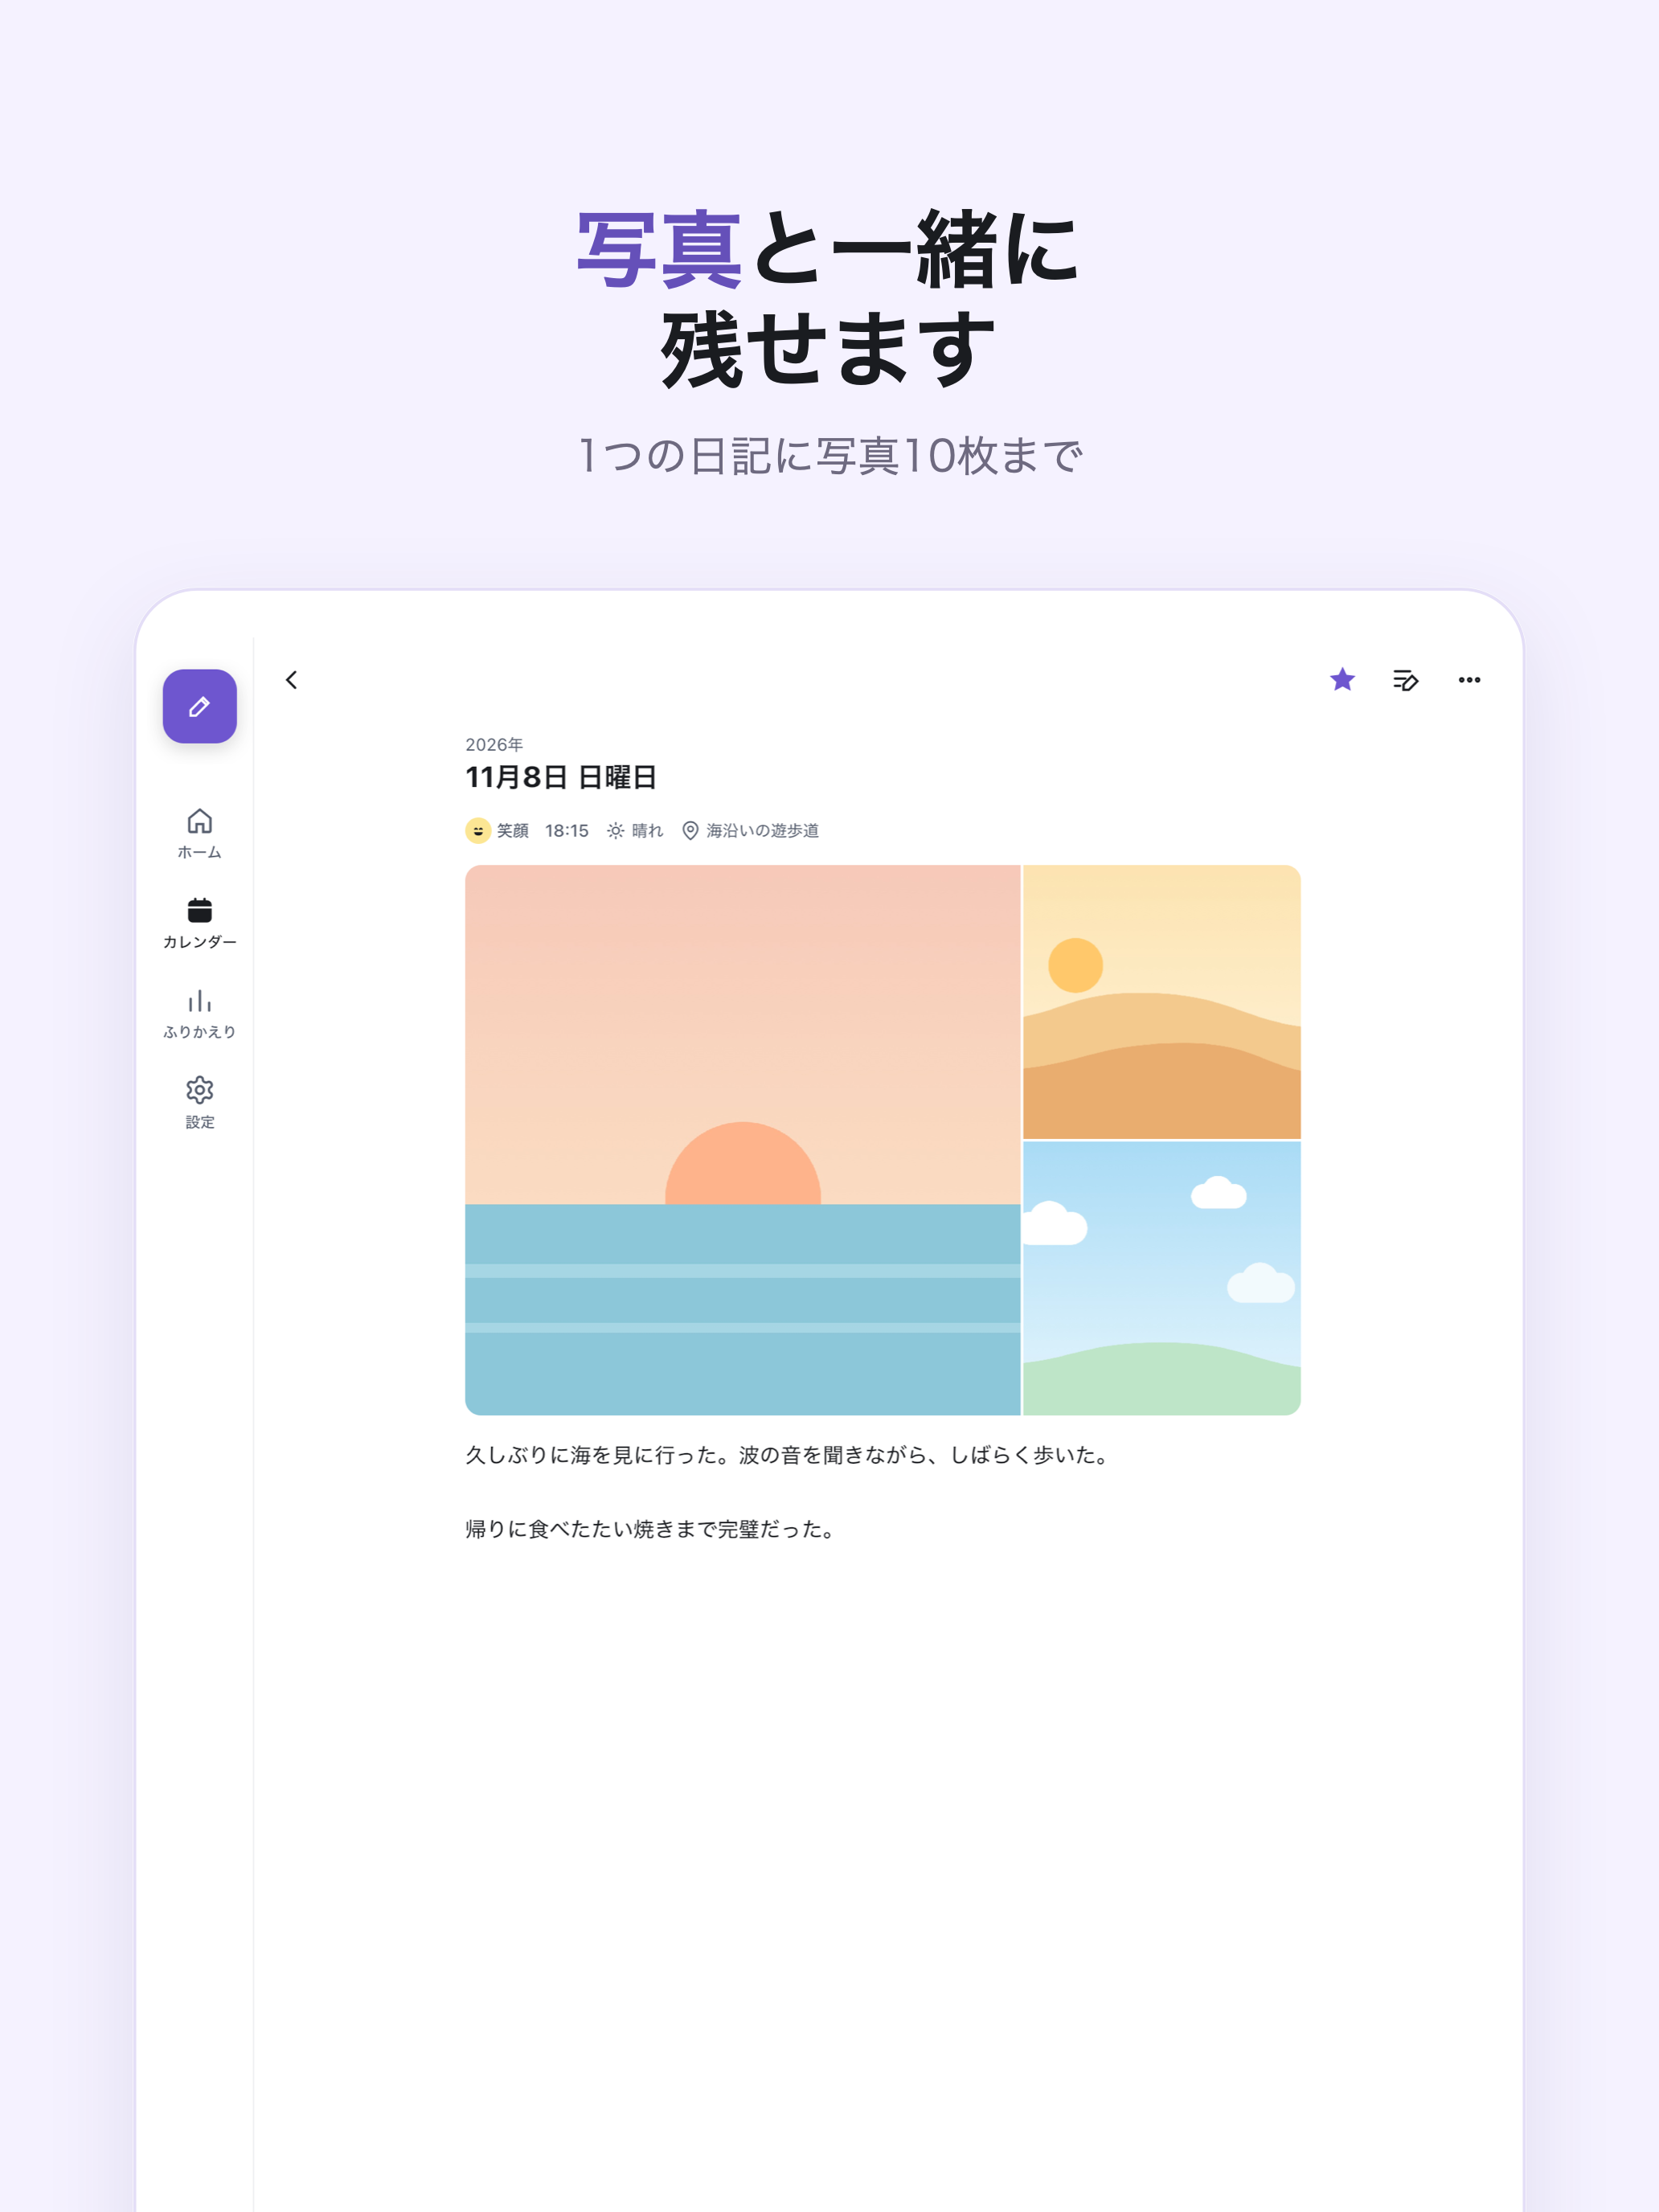 写真と一緒に
残せます
1つの日記に写真10枚まで
2026年
11月8日 日曜日
笑顔 18:15 晴れ 海沿いの遊歩道
ホーム
カレンダー
ふりかえり
設定
久しぶりに海を見に行った。波の音を聞きながら、しばらく歩いた。
帰りに食べたたい焼きまで完璧だった。